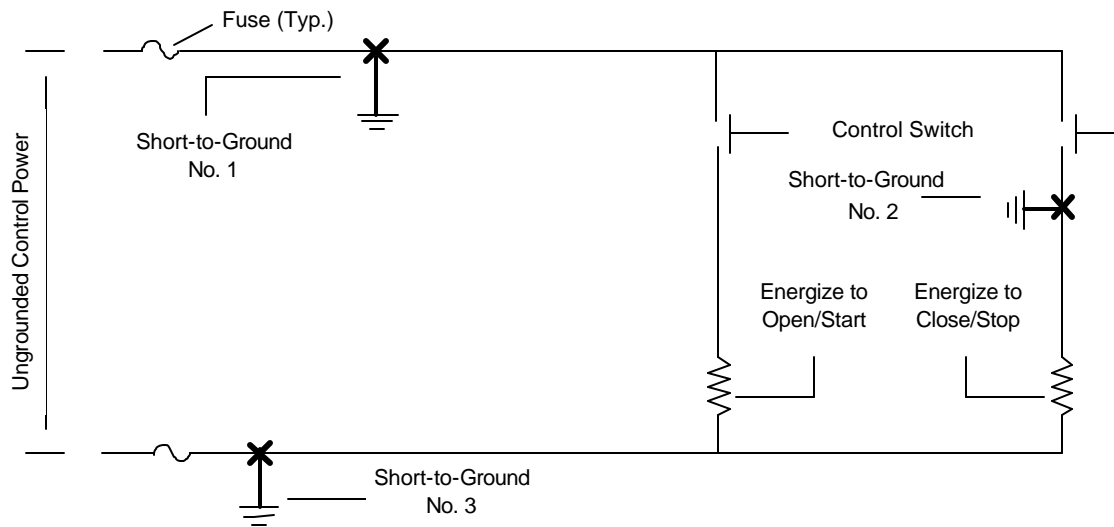 Fuse (Typ.)
Short-to-Ground
No. 1
Control Switch
Short-to-Ground
No. 2
Ungrounded Control Power
Energize to
Open/Start
Energize to
Close/Stop
Short-to-Ground
No. 3